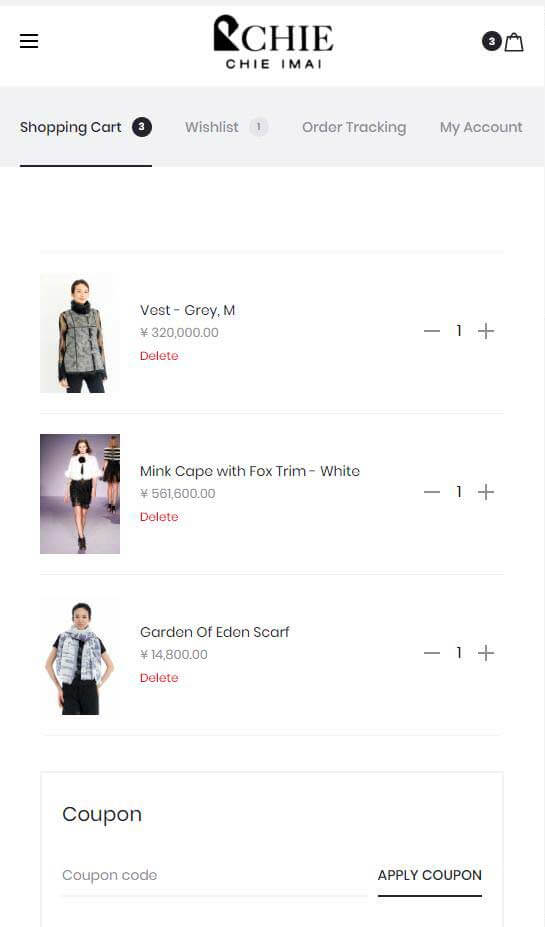 CHIE
CHIE IMAI
3
Shopping Cart 3 Wishlist 1 Order Tracking My Account
Vest - Grey, M
¥ 320,000.00
Delete
1
Mink Cape with Fox Trim - White
¥ 561,600.00
Delete
1
Garden Of Eden Scarf
¥ 14,800.00
Delete
1
Coupon
Coupon code APPLY COUPON